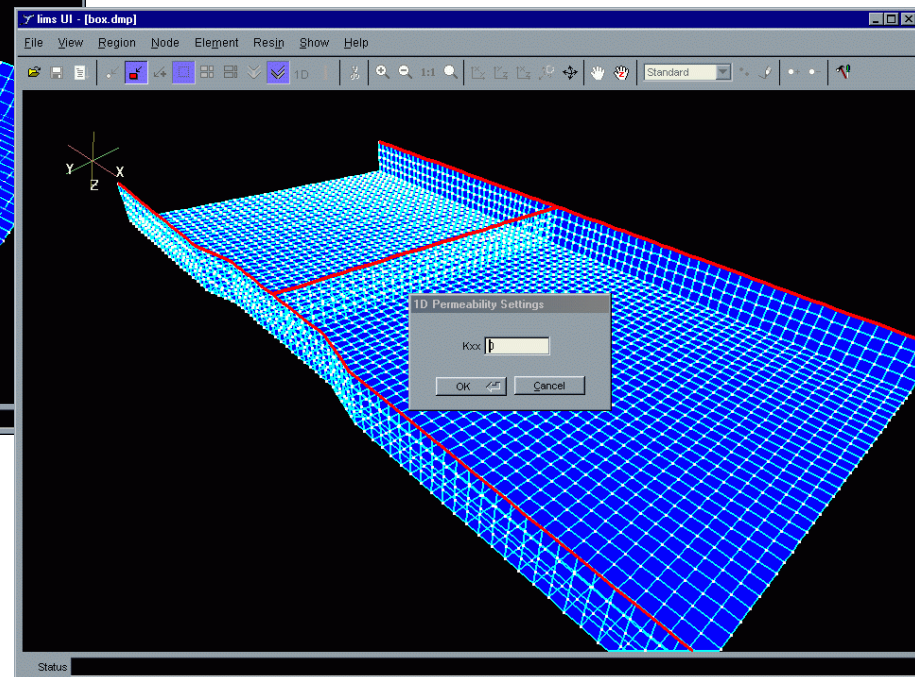 lims UI - [box.dmp]
File View Region Node Element Resin Show Help
1D 1:1 Standard
Y X
Z
1D Permeability Settings
Kxx 0
OK Cancel
Status